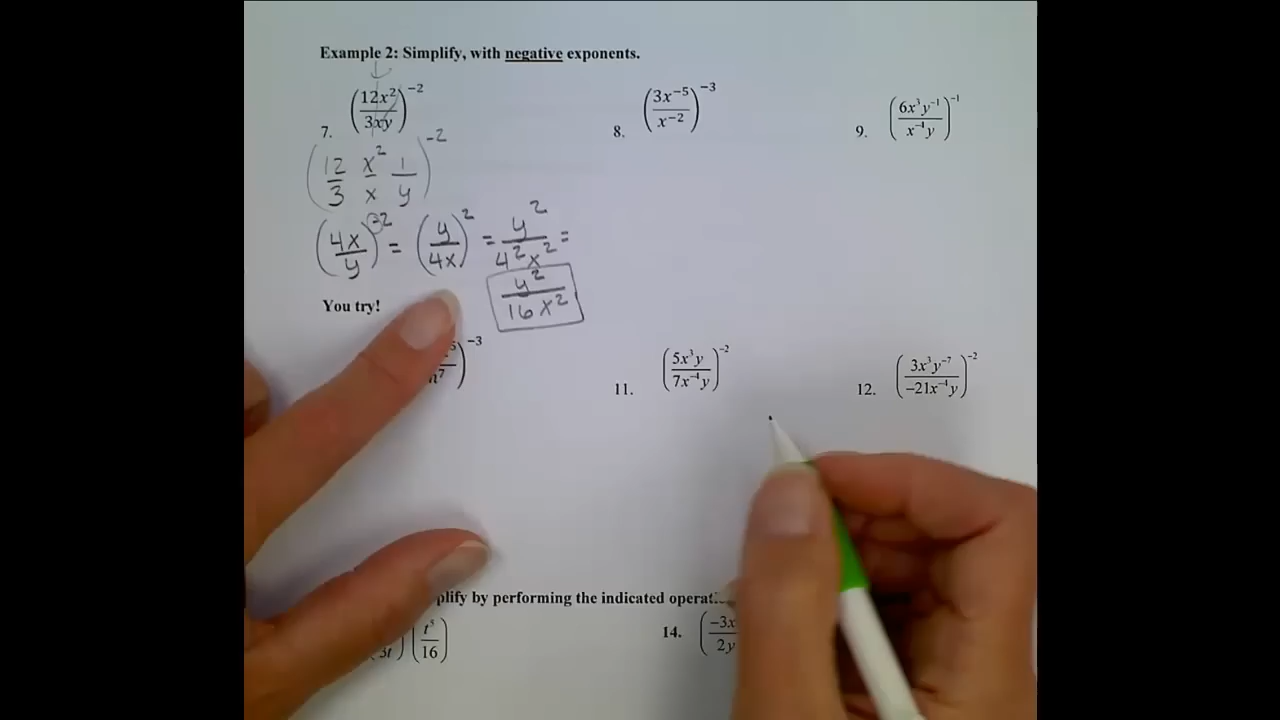 Example 2: Simplify, with negative exponents.
7. (12x²/3xy)⁻²
8. (3x⁻⁵/x⁻²)⁻³
9. (6x³y⁻¹/x⁻⁴y)⁻¹
(12/3 x²/x 1/y)⁻²
(4x/y)⁻² = (y/4x)² = y²/4²x² =
y²/16x²
You try!
11. (5x³y/7x⁻⁴y)⁻²
12. (3x³y⁻⁷/−21x⁻⁴y)⁻²
plify by performing the indicated operati
14.